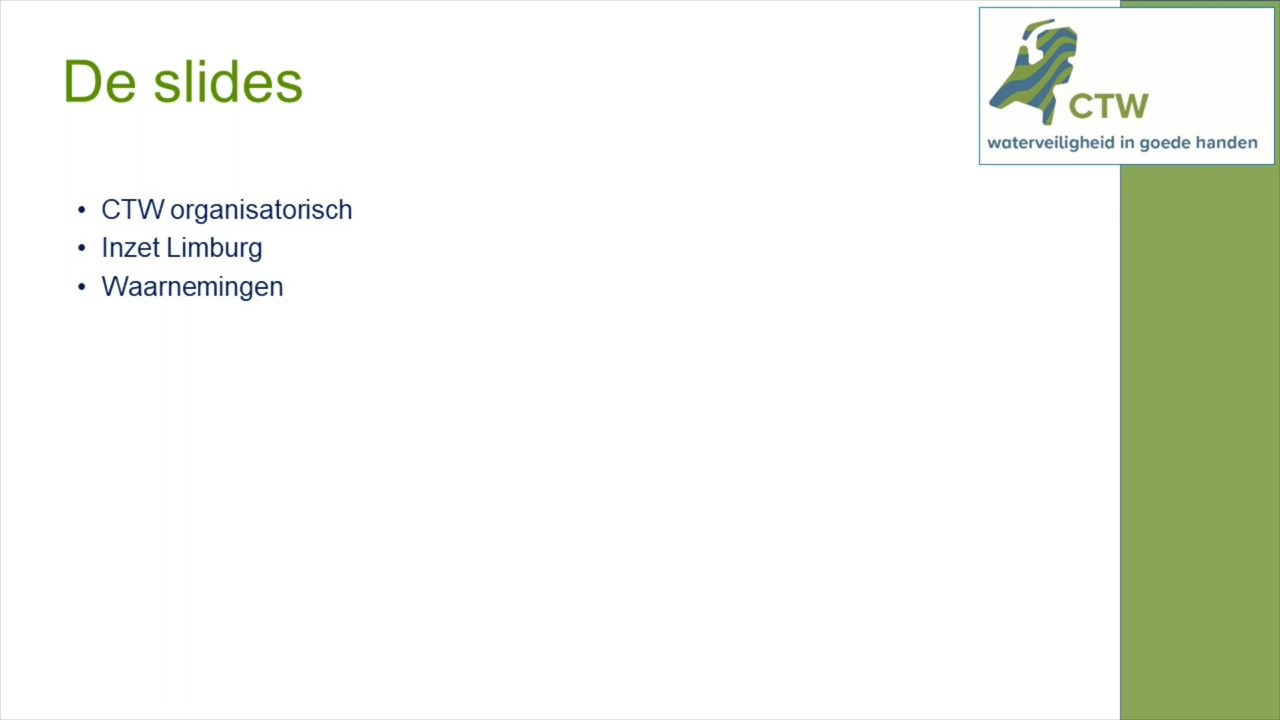 De slides
CTW
waterveiligheid in goede handen
• CTW organisatorisch
• Inzet Limburg
• Waarnemingen